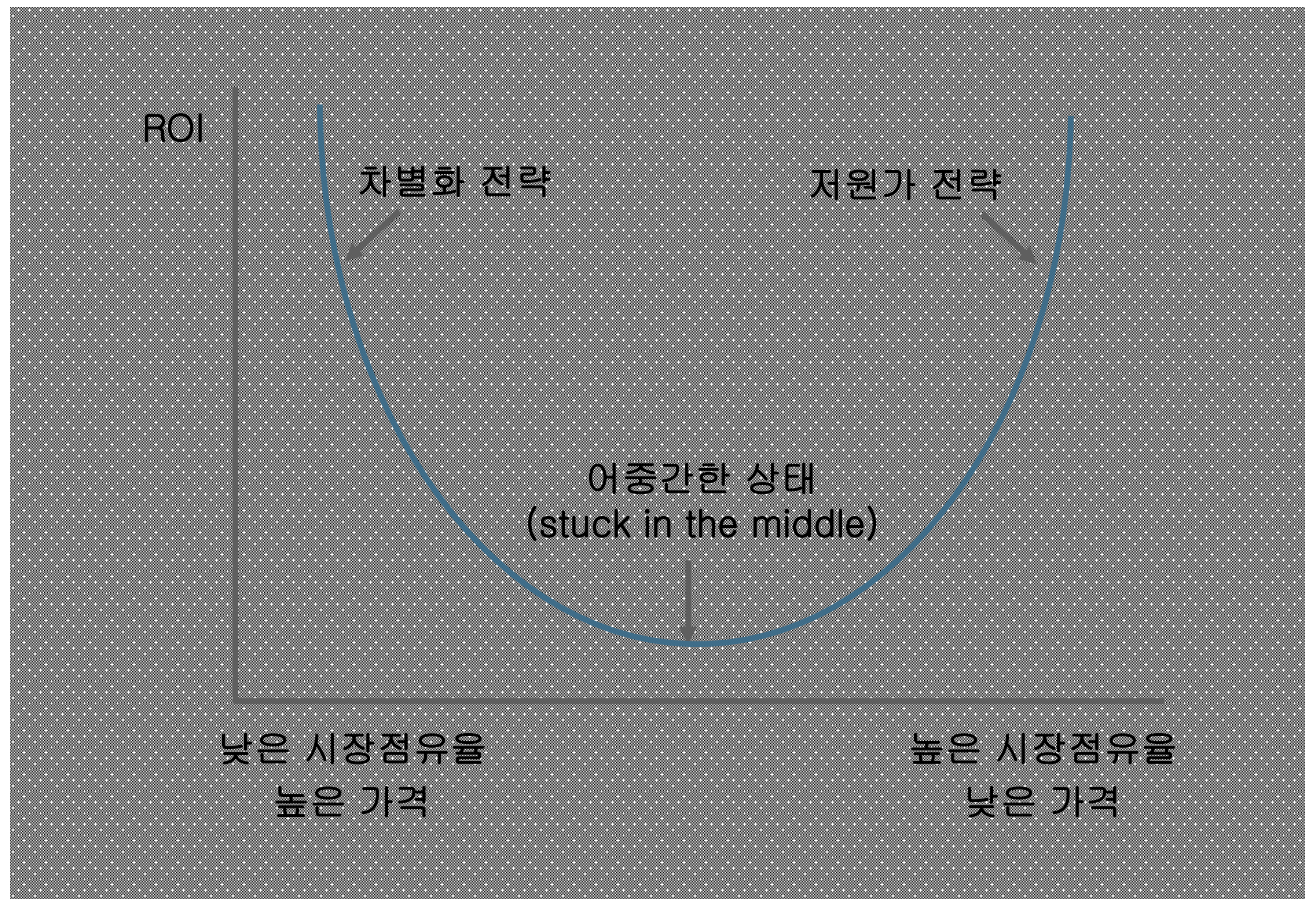 ROI
차별화 전략
저원가 전략
어중간한 상태
(stuck in the middle)
낮은 시장점유율
높은 가격
높은 시장점유율
낮은 가격